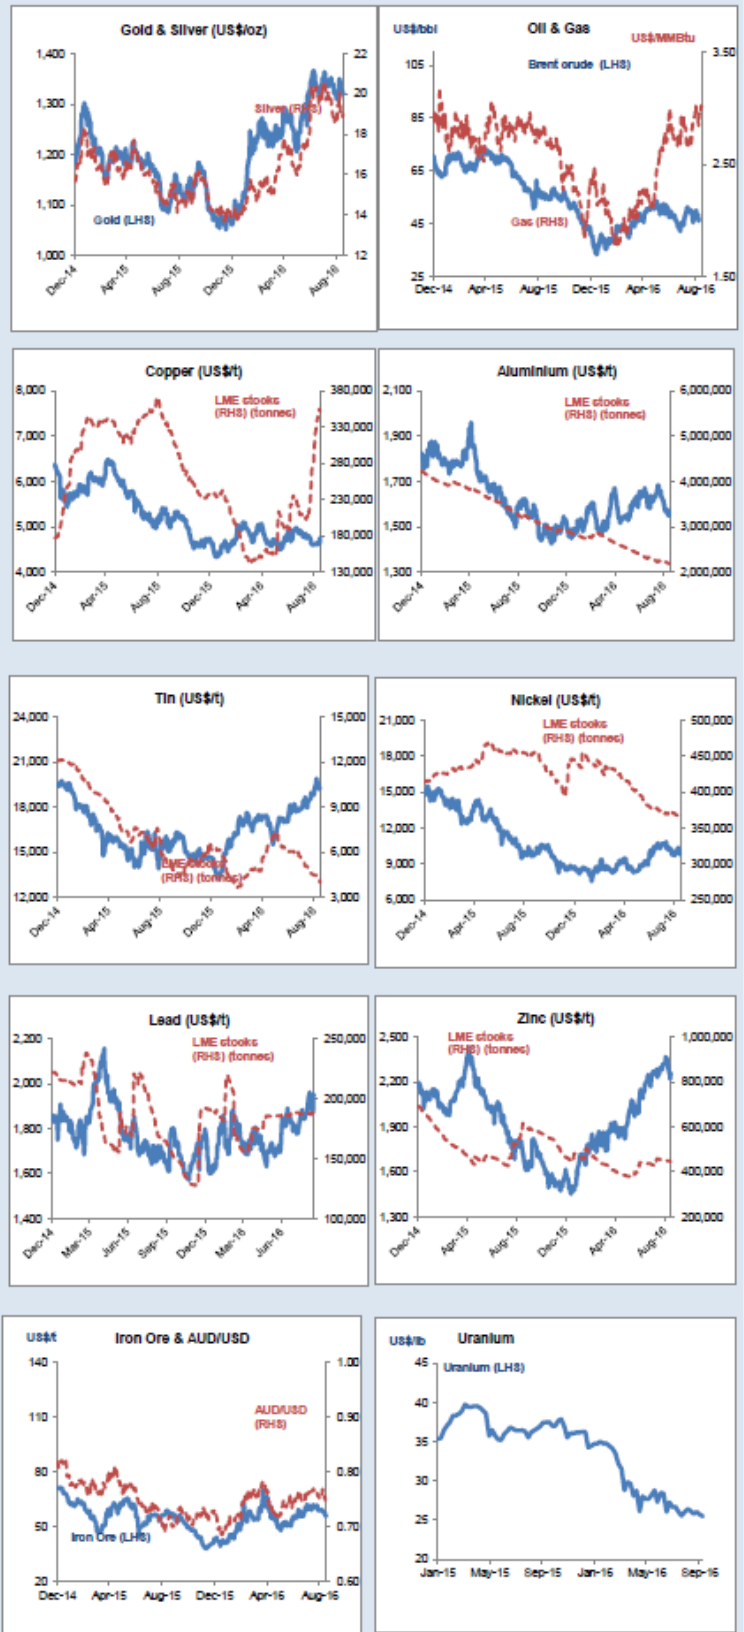 Gold & Silver (US$/oz)
1,400
1,300
1,200
1,100
1,000
22
20
18
16
14
12
Silver (RHS)
Gold (LHS)
Dec-14
Apr-15
Aug-15
Dec-15
Apr-16
Aug-16
US$/bbl
Oil & Gas
US$/MMBtu
Brent crude (LHS)
105
85
65
45
25
3.50
2.50
1.50
Gas (RHS)
Dec-14
Apr-15
Aug-15
Dec-15
Apr-16
Aug-16
Copper (US$/t)
8,000
7,000
6,000
5,000
4,000
LME stocks
(RHS) (tonnes)
380,000
330,000
280,000
230,000
180,000
130,000
Dec-14
Apr-15
Aug-15
Dec-15
Apr-16
Aug-16
Aluminium (US$/t)
2,100
1,900
1,700
1,500
1,300
LME stocks
(RHS) (tonnes)
6,000,000
5,000,000
4,000,000
3,000,000
2,000,000
Dec-14
Apr-15
Aug-15
Dec-15
Apr-16
Aug-16
Tin (US$/t)
24,000
21,000
18,000
15,000
12,000
15,000
12,000
9,000
6,000
3,000
LME stocks
(RHS) (tonnes)
Dec-14
Apr-15
Aug-15
Dec-15
Apr-16
Aug-16
Nickel (US$/t)
21,000
18,000
15,000
12,000
9,000
6,000
LME stocks
(RHS) (tonnes)
500,000
450,000
400,000
350,000
300,000
250,000
Dec-14
Apr-15
Aug-15
Dec-15
Apr-16
Aug-16
Lead (US$/t)
2,200
2,000
1,800
1,600
1,400
LME stocks
(RHS) (tonnes)
250,000
200,000
150,000
100,000
Dec-14
Mar-15
Jun-15
Sep-15
Dec-15
Mar-16
Jun-16
Zinc (US$/t)
2,500
2,200
1,900
1,600
1,300
LME stocks
(RHS) (tonnes)
1,000,000
800,000
600,000
400,000
200,000
Dec-14
Apr-15
Aug-15
Dec-15
Apr-16
Aug-16
US$/t
Iron Ore & AUD/USD
140
110
80
50
20
1.00
0.90
0.80
0.70
0.60
AUD/USD
(RHS)
Iron Ore (LHS)
Dec-14
Apr-15
Aug-15
Dec-15
Apr-16
Aug-16
US$/lb
Uranium
Uranium (LHS)
45
40
35
30
25
20
Jan-15
May-15
Sep-15
Jan-16
May-16
Sep-16